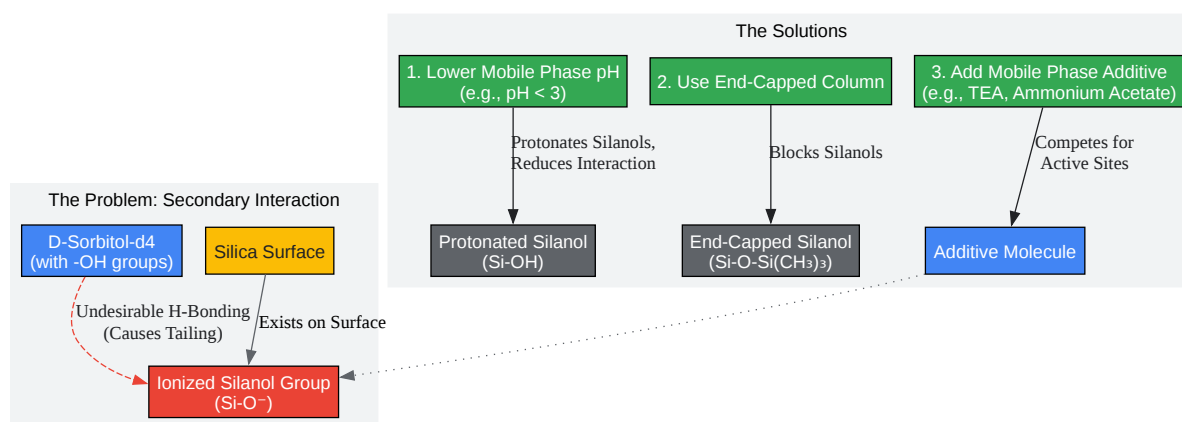 The Solutions
1. Lower Mobile Phase pH
(e.g., pH < 3)
2. Use End-Capped Column
3. Add Mobile Phase Additive
(e.g., TEA, Ammonium Acetate)
Protonates Silanols,
Reduces Interaction
Blocks Silanols
Competes for
Active Sites
Protonated Silanol
(Si-OH)
End-Capped Silanol
(Si-O-Si(CH₃)₃)
Additive Molecule
The Problem: Secondary Interaction
D-Sorbitol-d4
(with -OH groups)
Silica Surface
Undesirable H-Bonding
(Causes Tailing)
Exists on Surface
Ionized Silanol Group
(Si-O⁻)